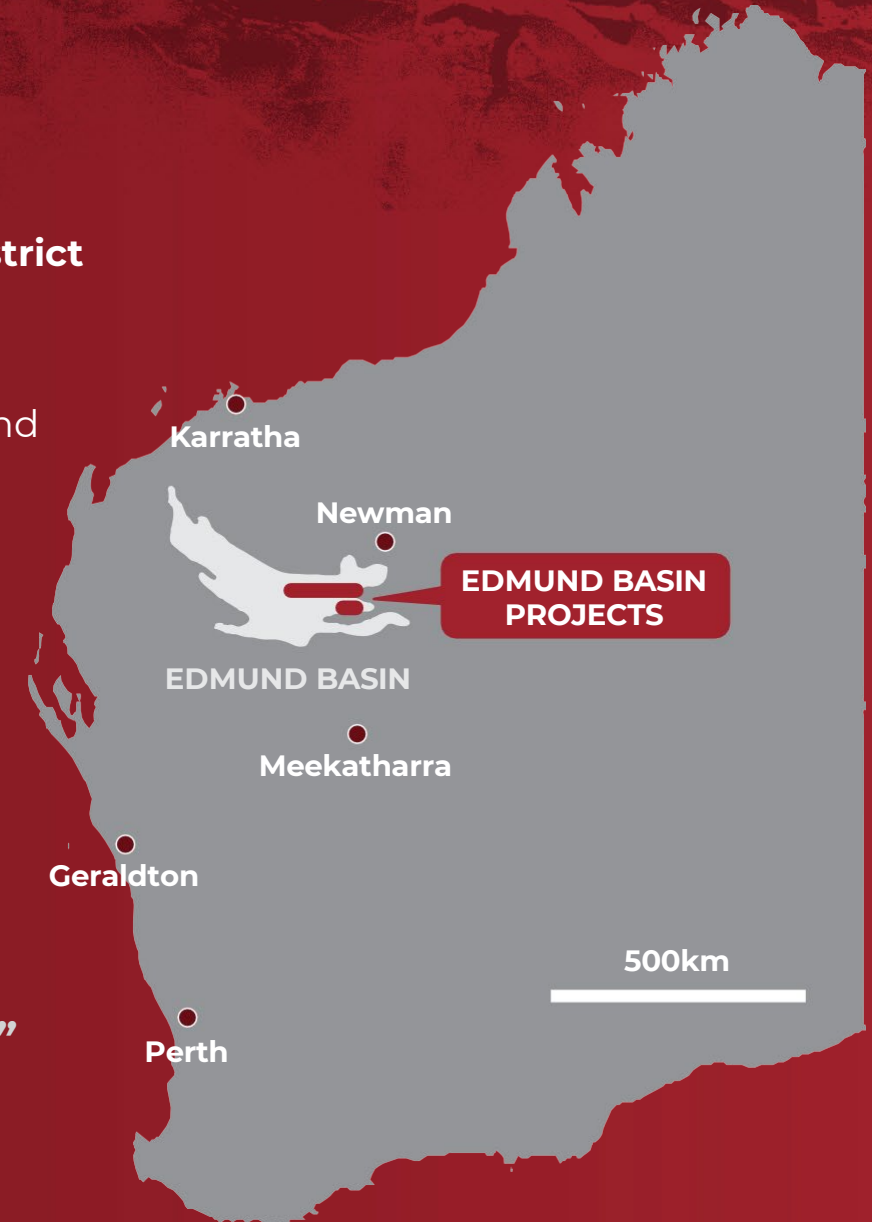 strict
nd
Karratha
Newman
EDMUND BASIN
PROJECTS
EDMUND BASIN
Meekatharra
Geraldton
500km
”
Perth